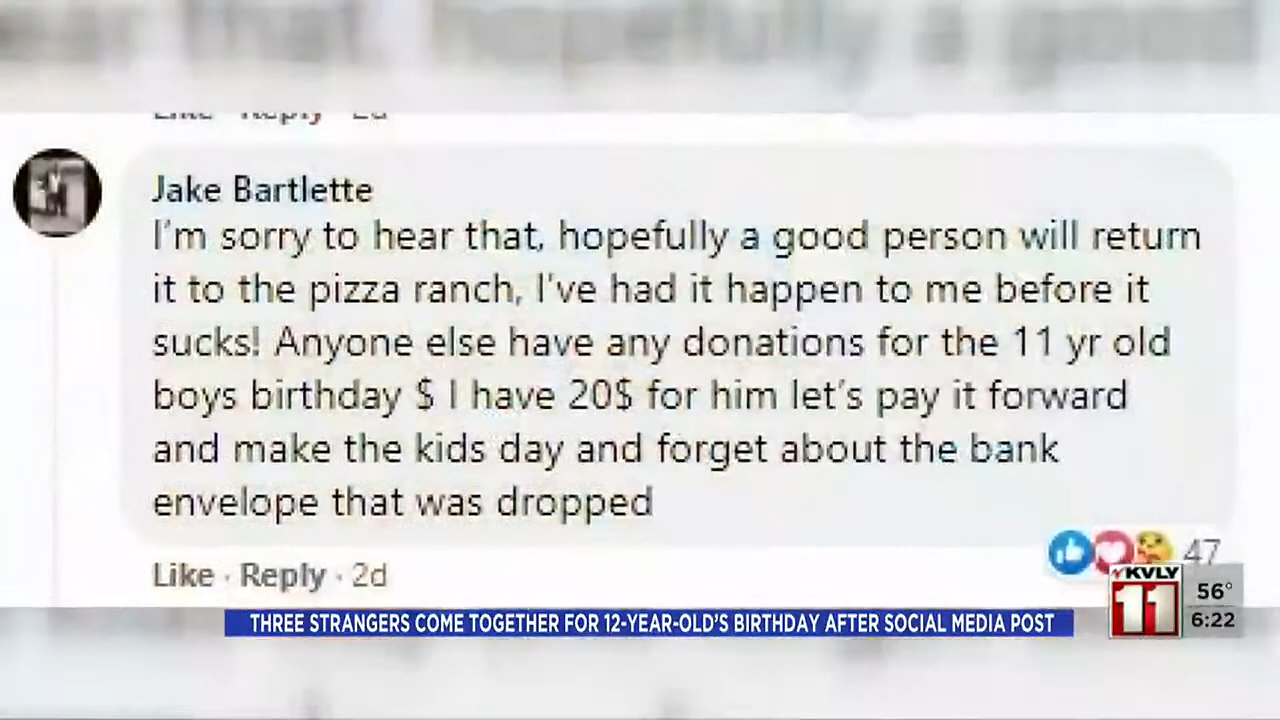 Like · Reply · 2d
Jake Bartlette
I'm sorry to hear that, hopefully a good person will return
it to the pizza ranch, I've had it happen to me before it
sucks! Anyone else have any donations for the 11 yr old
boys birthday $ I have 20$ for him let's pay it forward
and make the kids day and forget about the bank
envelope that was dropped
47
Like · Reply · 2d
KVLY
11
56°
6:22
THREE STRANGERS COME TOGETHER FOR 12-YEAR-OLD'S BIRTHDAY AFTER SOCIAL MEDIA POST